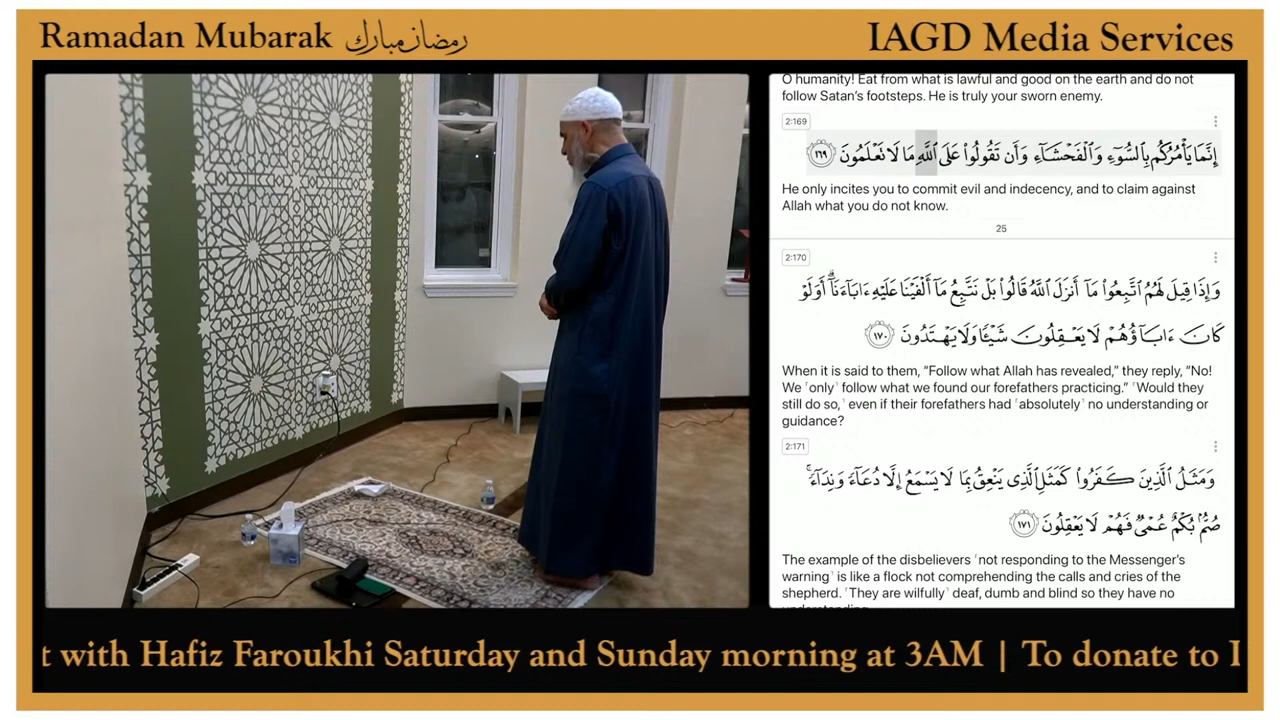 Ramadan Mubarak رمضان مبارك
IAGD Media Services
O humanity! Eat from what is lawful and good on the earth and do not
follow Satan's footsteps. He is truly your sworn enemy.
2:169
إِنَّمَا يَأْمُرُكُم بِٱلسُّوٓءِ وَٱلْفَحْشَآءِ وَأَن تَقُولُوا۟ عَلَى ٱللَّهِ مَا لَا تَعْلَمُونَ ١٦٩
He only incites you to commit evil and indecency, and to claim against
Allah what you do not know.
25
2:170
وَإِذَا قِيلَ لَهُمُ ٱتَّبِعُوا۟ مَآ أَنزَلَ ٱللَّهُ قَالُوا۟ بَلْ نَتَّبِعُ مَآ أَلْفَيْنَا عَلَيْهِ ءَابَآءَنَآ ۗ أَوَلَوْ
كَانَ ءَابَآؤُهُمْ لَا يَعْقِلُونَ شَيْـًٔا وَلَا يَهْتَدُونَ ١٧٠
When it is said to them, “Follow what Allah has revealed,” they reply, “No!
We ˹only˺ follow what we found our forefathers practicing.” ˹Would they
still do so,˺ even if their forefathers had ˹absolutely˺ no understanding or
guidance?
2:171
وَمَثَلُ ٱلَّذِينَ كَفَرُوا۟ كَمَثَلِ ٱلَّذِى يَنْعِقُ بِمَا لَا يَسْمَعُ إِلَّا دُعَآءً وَنِدَآءً ۚ
صُمٌّۢ بُكْمٌ عُمْىٌ فَهُمْ لَا يَعْقِلُونَ ١٧١
The example of the disbelievers ˹not responding to the Messenger's
warning˺ is like a flock not comprehending the calls and cries of the
shepherd. ˹They are wilfully˺ deaf, dumb and blind so they have no
understanding
t with Hafiz Faroukhi Saturday and Sunday morning at 3AM | To donate to I